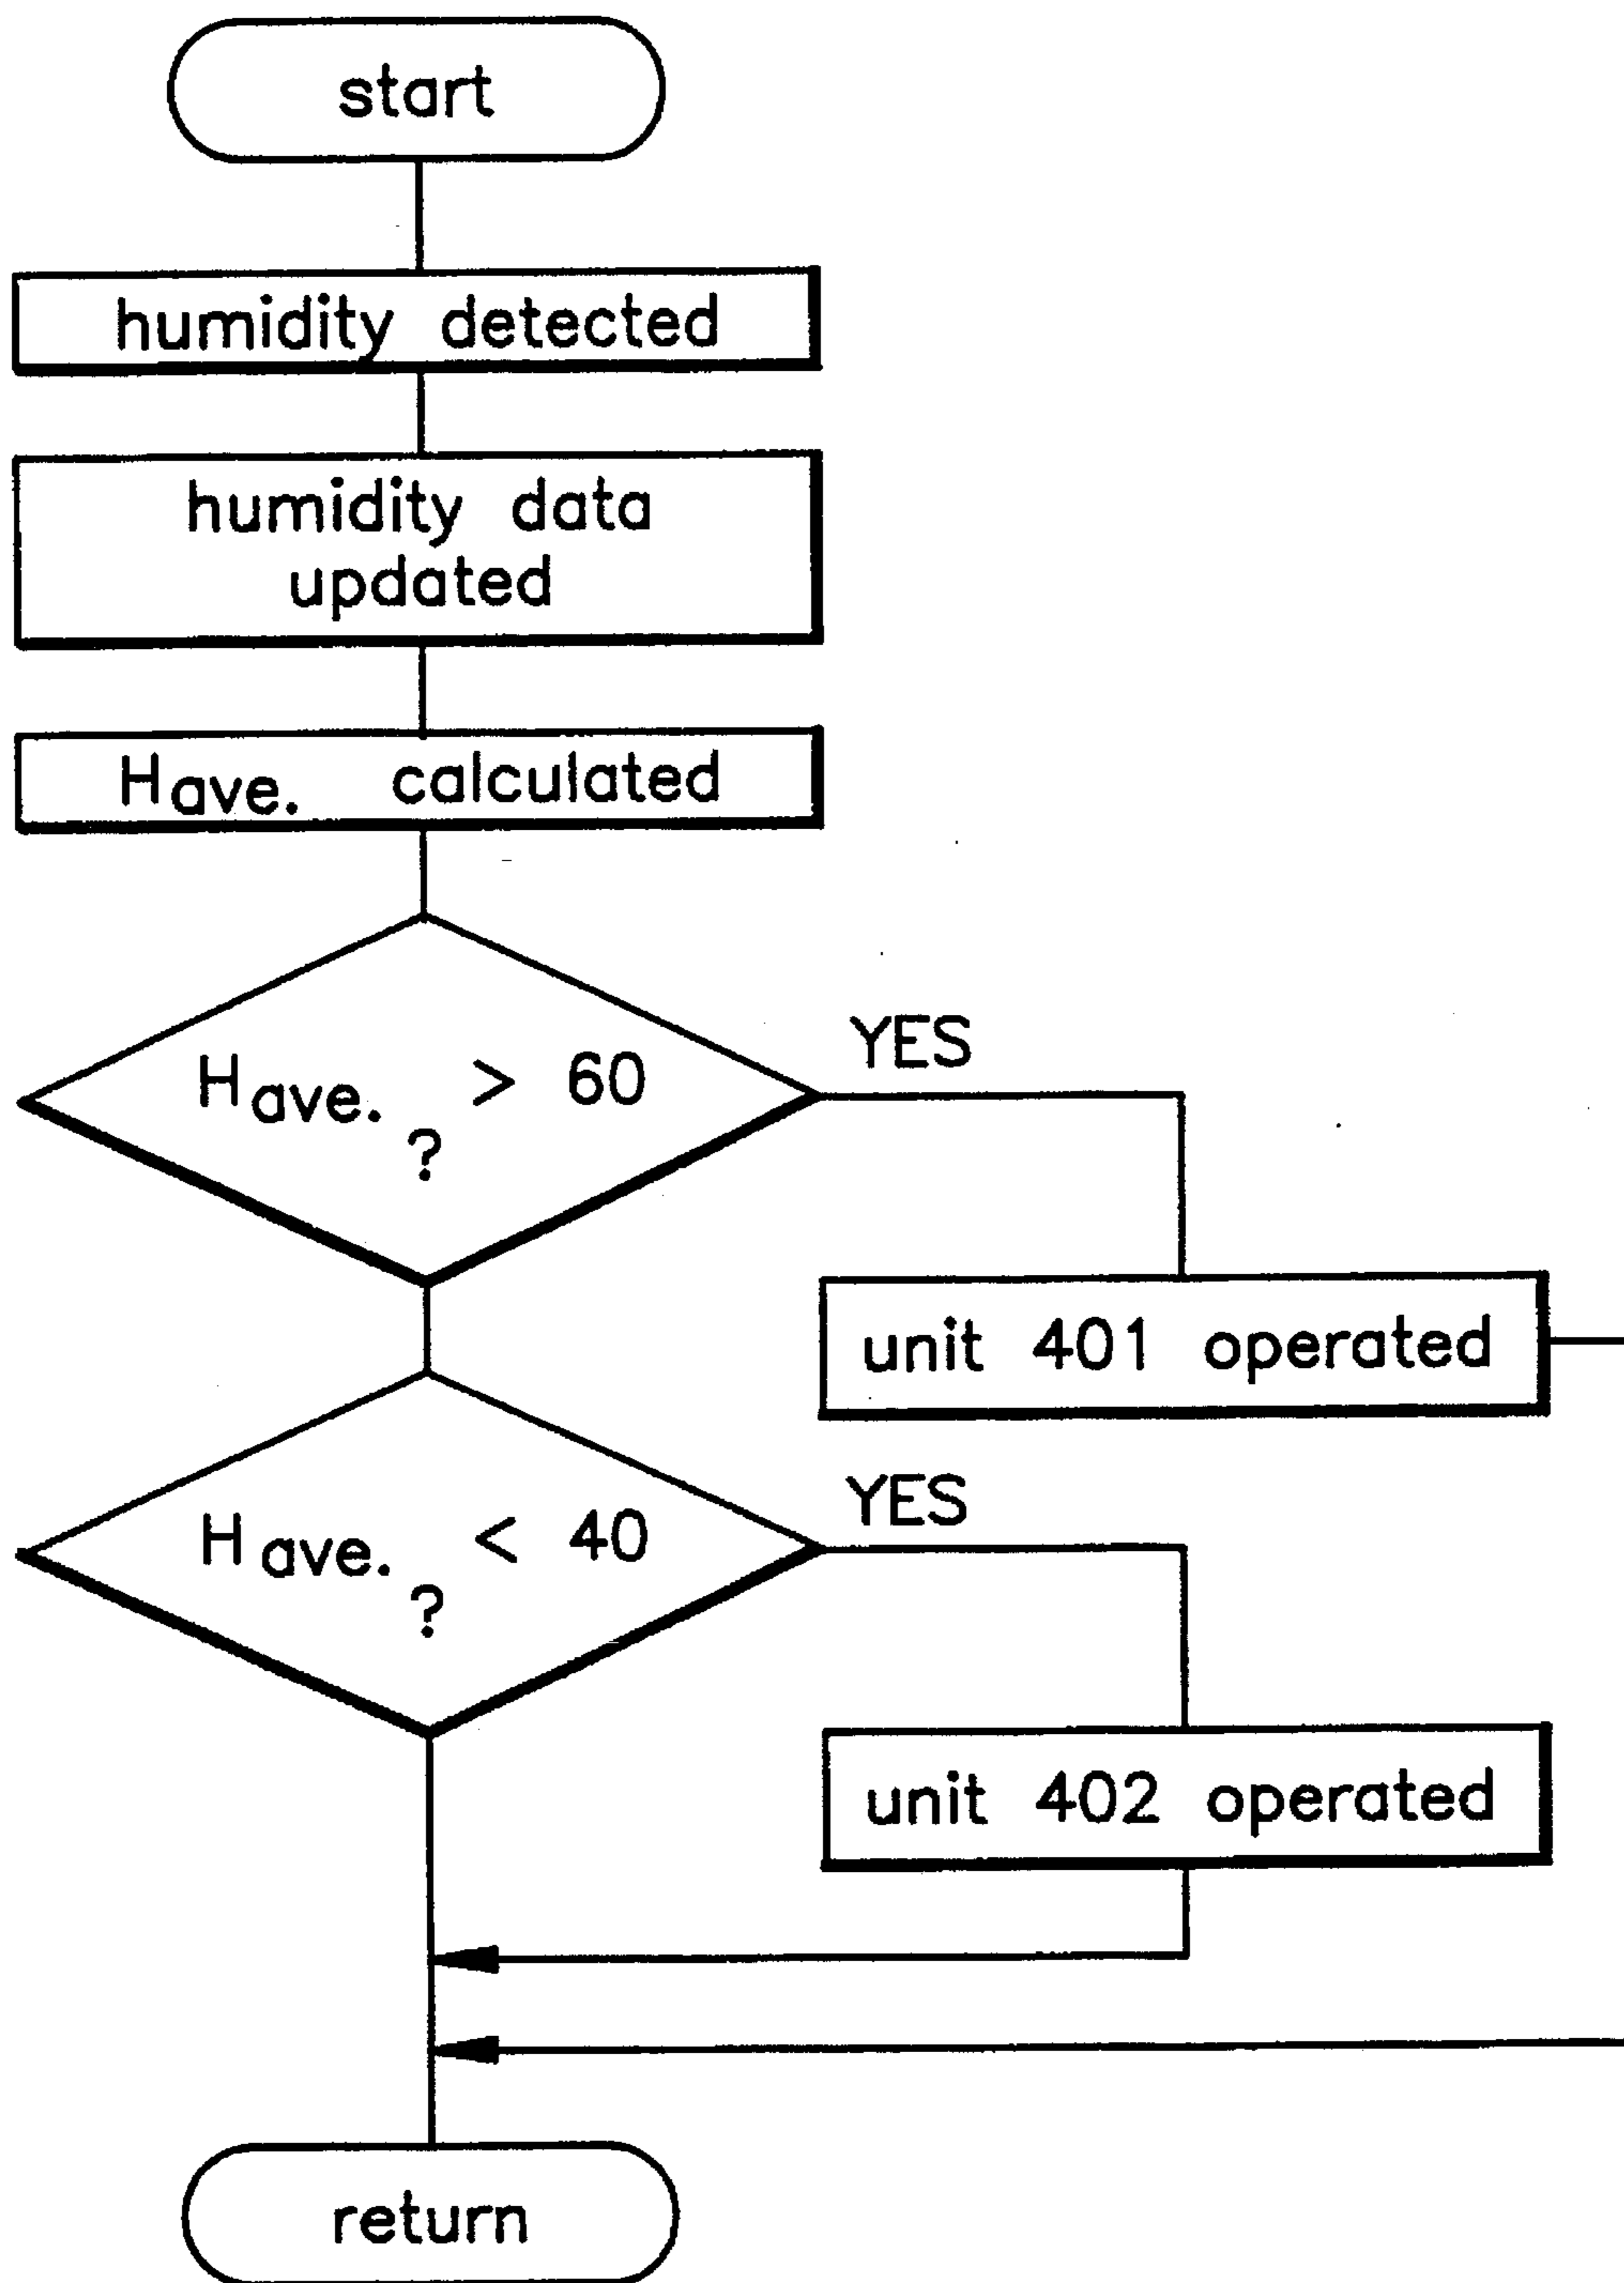 start
humidity detected
humidity data
updated
Have. calculated
Have. > 60
?
YES
unit 401 operated
Have. < 40
?
YES
unit 402 operated
return